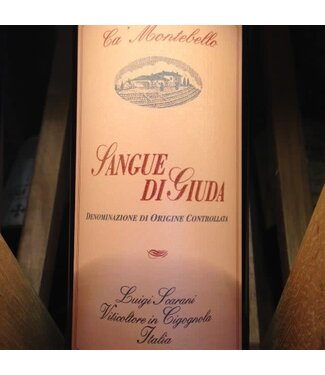 Ca' Montebello
SANGUE
DI GIUDA
DENOMINAZIONE DI ORIGINE CONTROLLATA
Luigi Scarani
Viticoltore in Cigognola
Italia